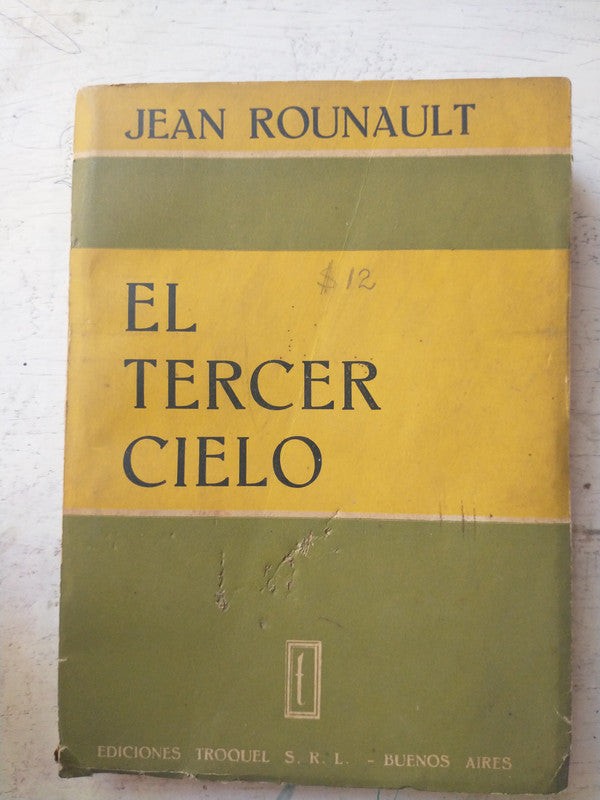 JEAN ROUNAULT
$12
EL
TERCER
CIELO
t
EDICIONES TROQUEL S. R. L. - BUENOS AIRES